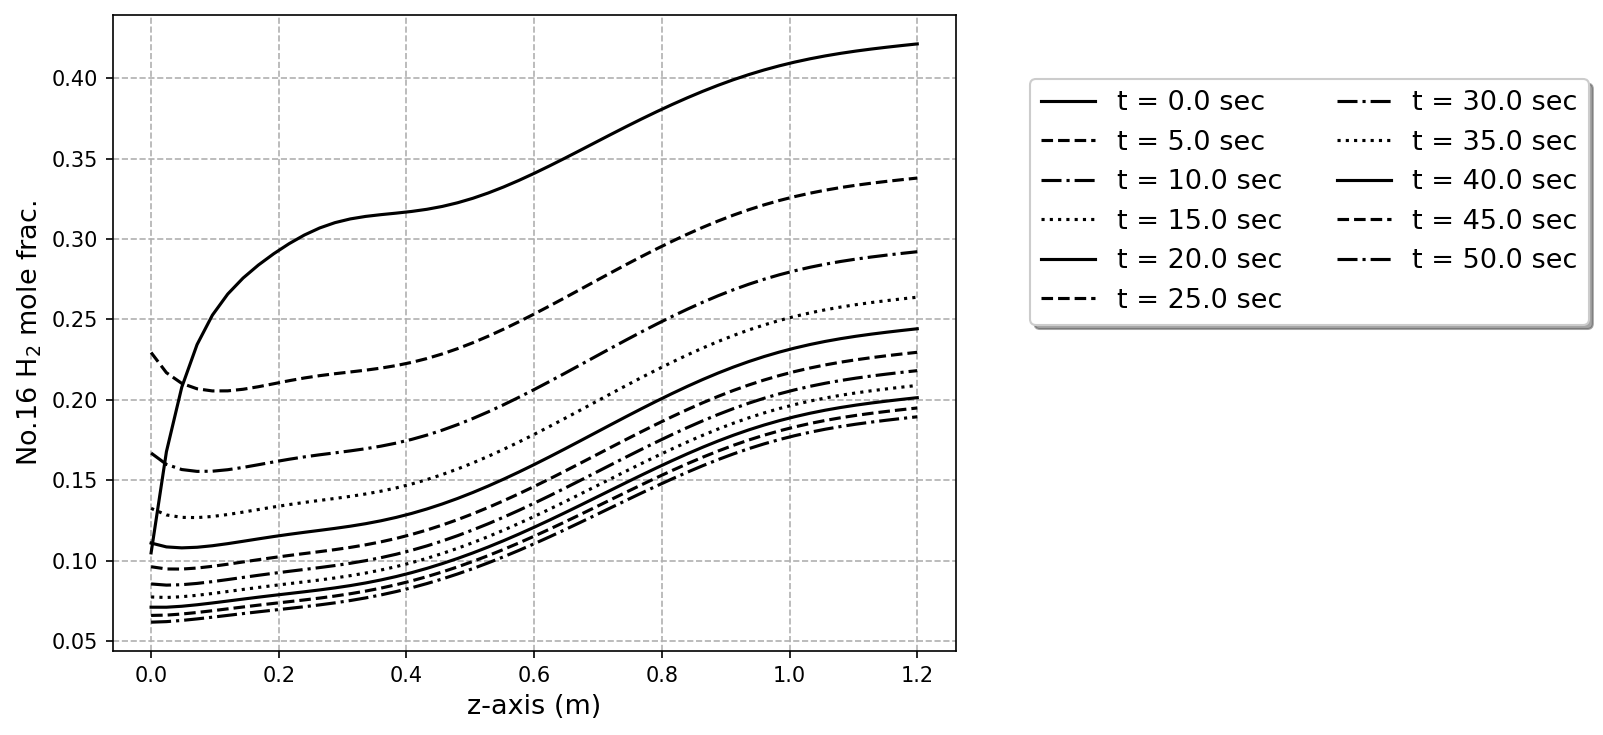 No.16 H₂ mole frac.
0.40
0.35
0.30
0.25
0.20
0.15
0.10
0.05
0.0 0.2 0.4 0.6 0.8 1.0 1.2
z-axis (m)
t = 0.0 sec
t = 5.0 sec
t = 10.0 sec
t = 15.0 sec
t = 20.0 sec
t = 25.0 sec
t = 30.0 sec
t = 35.0 sec
t = 40.0 sec
t = 45.0 sec
t = 50.0 sec